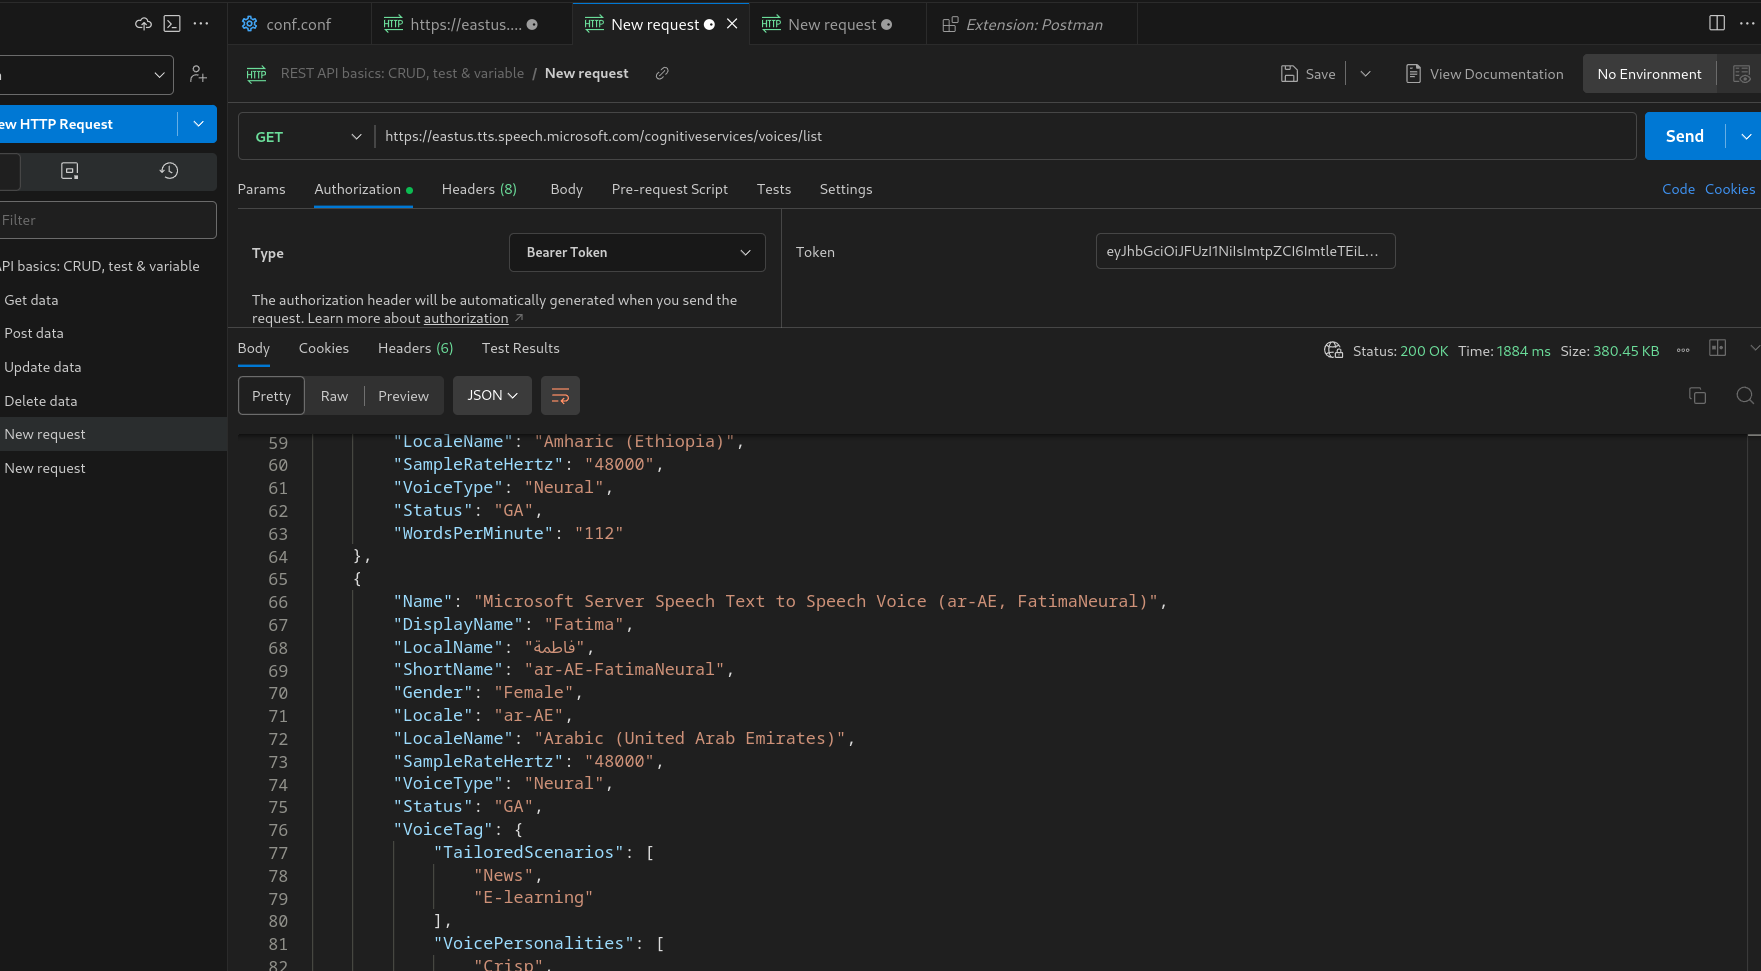 conf.conf
https://eastus....
New request
New request
Extension: Postman
REST API basics: CRUD, test & variable / New request
Save
View Documentation
No Environment
ew HTTP Request
GET
https://eastus.tts.speech.microsoft.com/cognitiveservices/voices/list
Send
Params
Authorization
Headers (8)
Body
Pre-request Script
Tests
Settings
Code
Cookies
Filter
Type
Bearer Token
Token
eyJhbGciOiJFUzI1NiIsImtpZCI6ImtleTEiL...
The authorization header will be automatically generated when you send the
request. Learn more about authorization
PI basics: CRUD, test & variable
Get data
Post data
Update data
Delete data
New request
New request
Body
Cookies
Headers (6)
Test Results
Status: 200 OK Time: 1884 ms Size: 380.45 KB
Pretty
Raw
Preview
JSON
59 "LocaleName": "Amharic (Ethiopia)",
60 "SampleRateHertz": "48000",
61 "VoiceType": "Neural",
62 "Status": "GA",
63 "WordsPerMinute": "112"
64 },
65 {
66 "Name": "Microsoft Server Speech Text to Speech Voice (ar-AE, FatimaNeural)",
67 "DisplayName": "Fatima",
68 "LocalName": "فاطمة",
69 "ShortName": "ar-AE-FatimaNeural",
70 "Gender": "Female",
71 "Locale": "ar-AE",
72 "LocaleName": "Arabic (United Arab Emirates)",
73 "SampleRateHertz": "48000",
74 "VoiceType": "Neural",
75 "Status": "GA",
76 "VoiceTag": {
77 "TailoredScenarios": [
78 "News",
79 "E-learning"
80 ],
81 "VoicePersonalities": [
82 "Crisp",